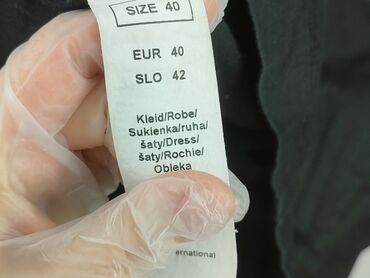 SIZE 40
EUR 40
SLO 42
Kleid/Robe/
Sukienka/ruha/
šaty/Dress/
šaty/Rochie/
Obleka
ernational